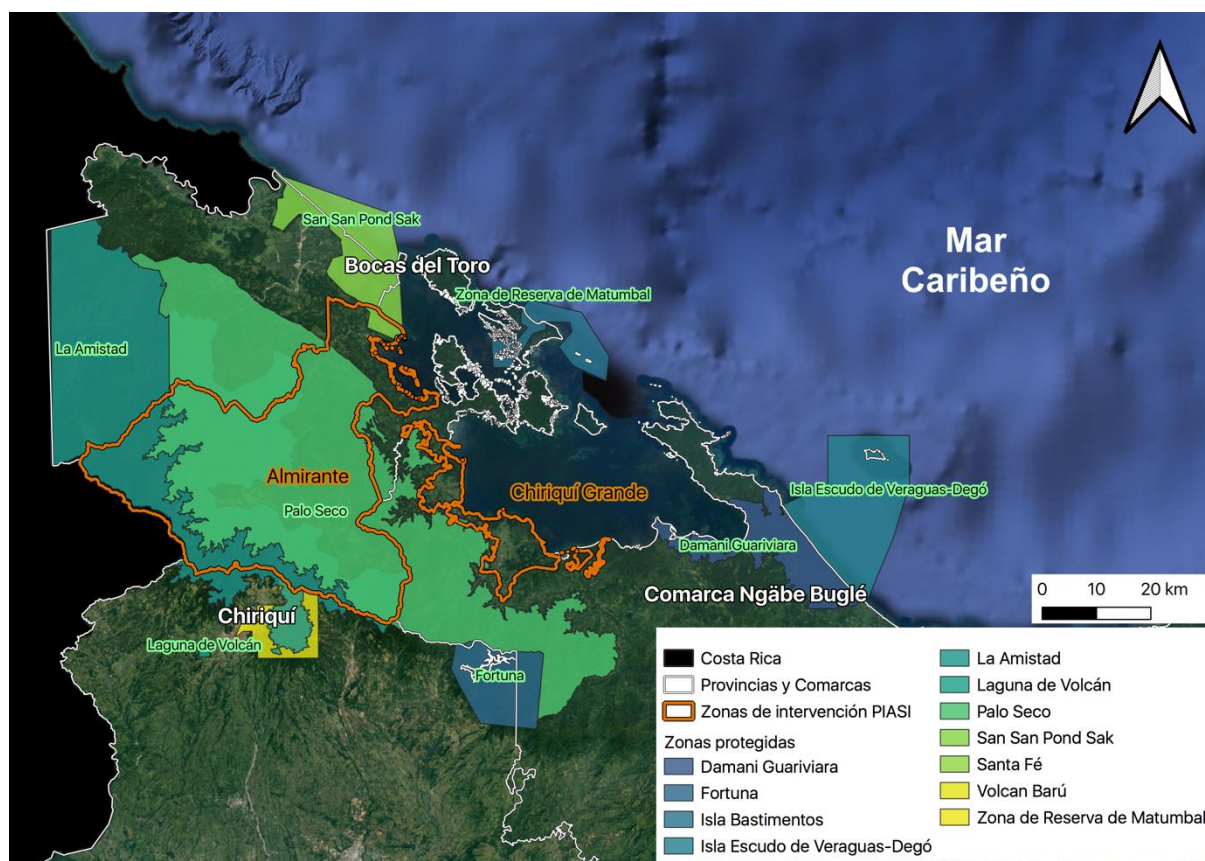 San San Pond Sak
Bocas del Toro
Zona de Reserva de Matumbal
Mar
Caribeño
La Amistad
Almirante
Palo Seco
Chiriquí Grande
Isla Escudo de Veraguas-Degó
Damani Guariviara
Comarca Ngäbe Buglé
Chiriquí
Laguna de Volcán
Fortuna
0 10 20 km
Costa Rica
Provincias y Comarcas
Zonas de intervención PIASI
Zonas protegidas
Damani Guariviara
Fortuna
Isla Bastimentos
Isla Escudo de Veraguas-Degó
La Amistad
Laguna de Volcán
Palo Seco
San San Pond Sak
Santa Fé
Volcan Barú
Zona de Reserva de Matumbal